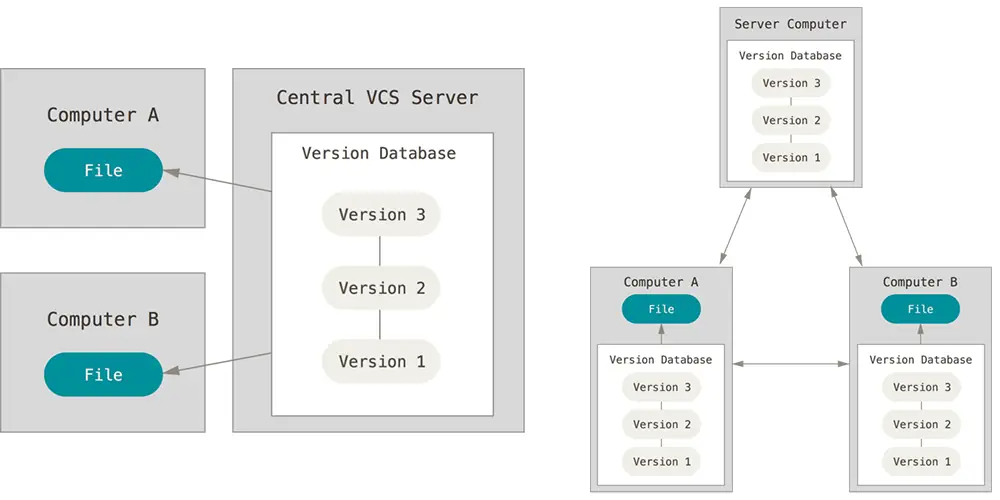 Computer A
File
Computer B
File
Central VCS Server
Version Database
Version 3
Version 2
Version 1
Server Computer
Version Database
Version 3
Version 2
Version 1
Computer A
File
Version Database
Version 3
Version 2
Version 1
Computer B
File
Version Database
Version 3
Version 2
Version 1